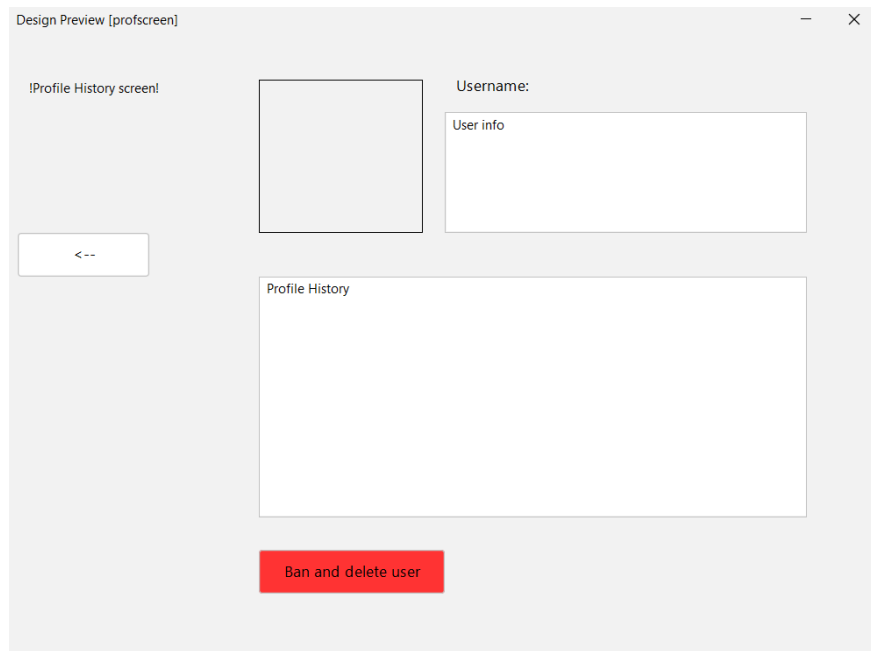 Design Preview [profscreen]
!Profile History screen!
Username:
User info
<--
Profile History
Ban and delete user